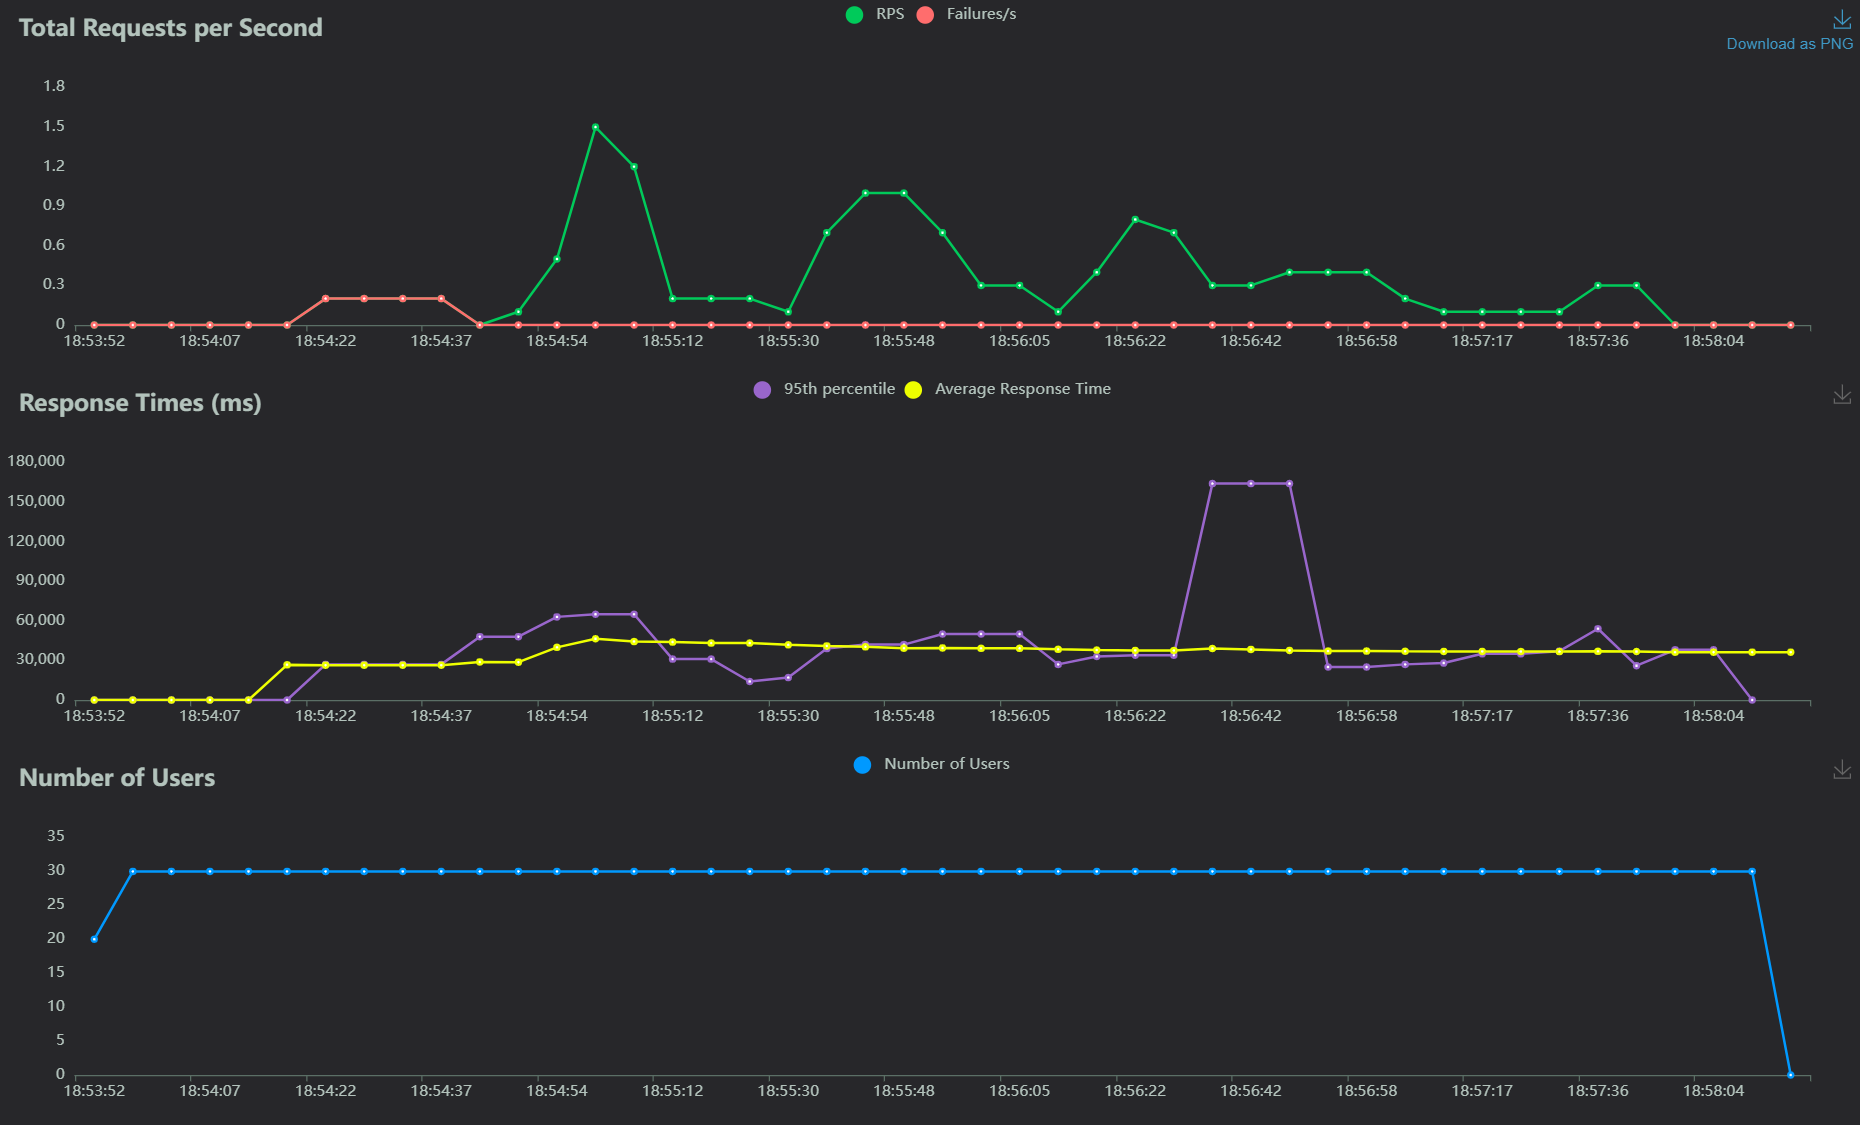 Total Requests per Second
RPS Failures/s
Download as PNG
1.8
1.5
1.2
0.9
0.6
0.3
0
18:53:52 18:54:07 18:54:22 18:54:37 18:54:54 18:55:12 18:55:30 18:55:48 18:56:05 18:56:22 18:56:42 18:56:58 18:57:17 18:57:36 18:58:04
Response Times (ms)
95th percentile Average Response Time
180,000
150,000
120,000
90,000
60,000
30,000
0
18:53:52 18:54:07 18:54:22 18:54:37 18:54:54 18:55:12 18:55:30 18:55:48 18:56:05 18:56:22 18:56:42 18:56:58 18:57:17 18:57:36 18:58:04
Number of Users
Number of Users
35
30
25
20
15
10
5
0
18:53:52 18:54:07 18:54:22 18:54:37 18:54:54 18:55:12 18:55:30 18:55:48 18:56:05 18:56:22 18:56:42 18:56:58 18:57:17 18:57:36 18:58:04